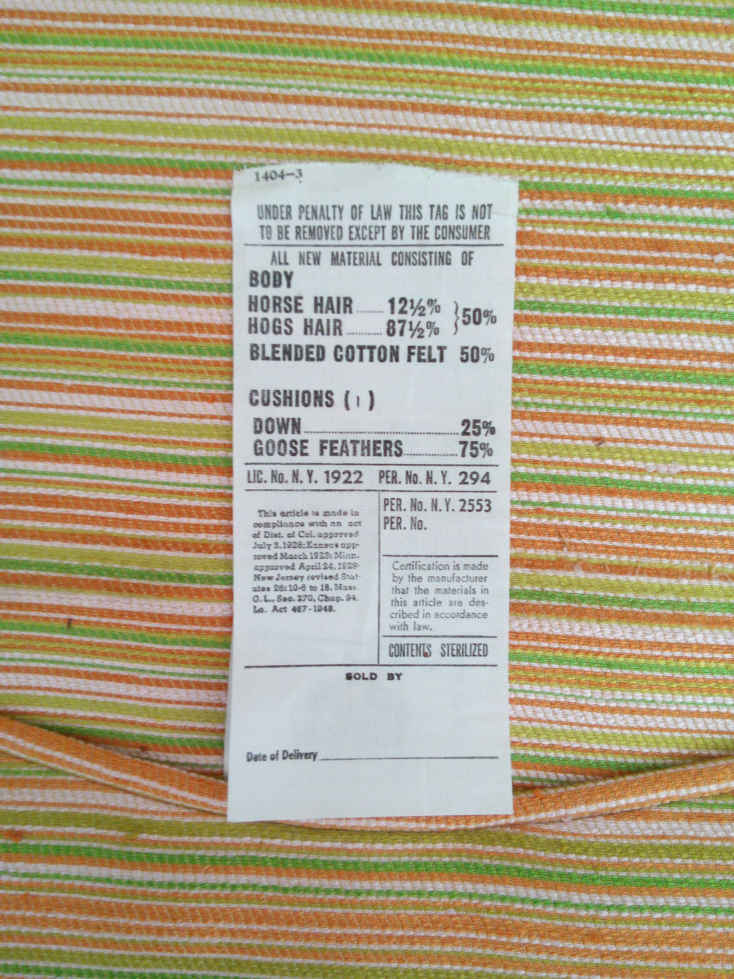 1404-3
UNDER PENALTY OF LAW THIS TAG IS NOT
TO BE REMOVED EXCEPT BY THE CONSUMER
ALL NEW MATERIAL CONSISTING OF
BODY
HORSE HAIR ...... 12½% } 50%
HOGS HAIR ........ 87½%
BLENDED COTTON FELT 50%
CUSHIONS (1)
DOWN ........ 25%
GOOSE FEATHERS ........ 75%
LIC. No. N. Y. 1922 PER. No. N. Y. 294
This article is made in
compliance with an act
of Dist. of Col. approved
July 3, 1926; Kansas app-
roved March 1923; Minn.
approved April 24, 1929
New Jersey revised Stat-
utes 26:10-6 to 18. Mass.
G. L., Sec. 270, Chap. 94.
La. Act 467-1948.
PER. No. N. Y. 2553
PER. No.
Certification is made
by the manufacturer
that the materials in
this article are des-
cribed in accordance
with law.
CONTENTS STERILIZED
SOLD BY
Date of Delivery